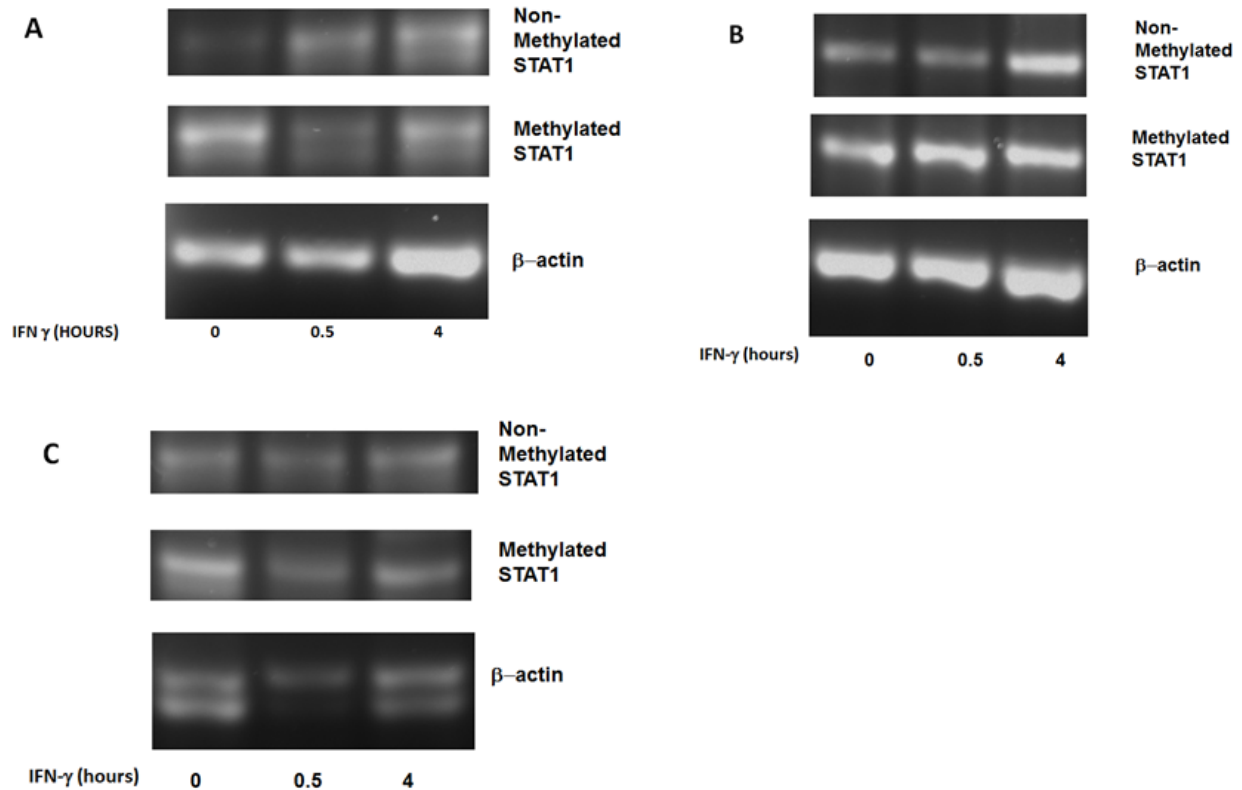 A
Non-
Methylated
STAT1
Methylated
STAT1
β–actin
IFN γ (HOURS) 0 0.5 4
B
Non-
Methylated
STAT1
Methylated
STAT1
β–actin
IFN-γ (hours) 0 0.5 4
C
Non-
Methylated
STAT1
Methylated
STAT1
β–actin
IFN-γ (hours) 0 0.5 4